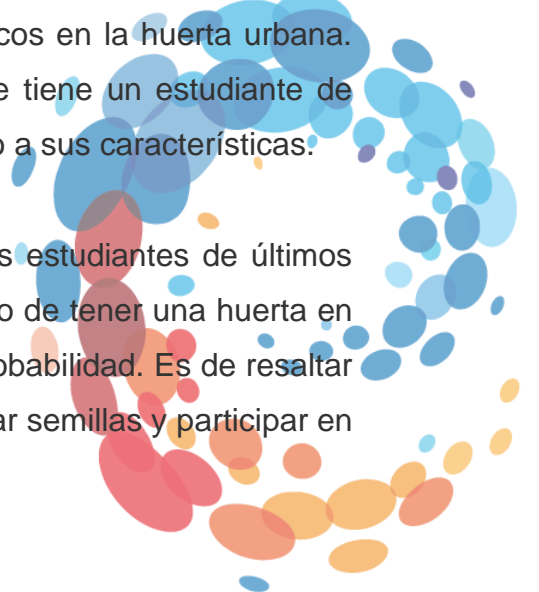 cos en la huerta urbana.
e tiene un estudiante de
o a sus características.
s estudiantes de últimos
o de tener una huerta en
obabilidad. Es de resaltar
ar semillas y participar en